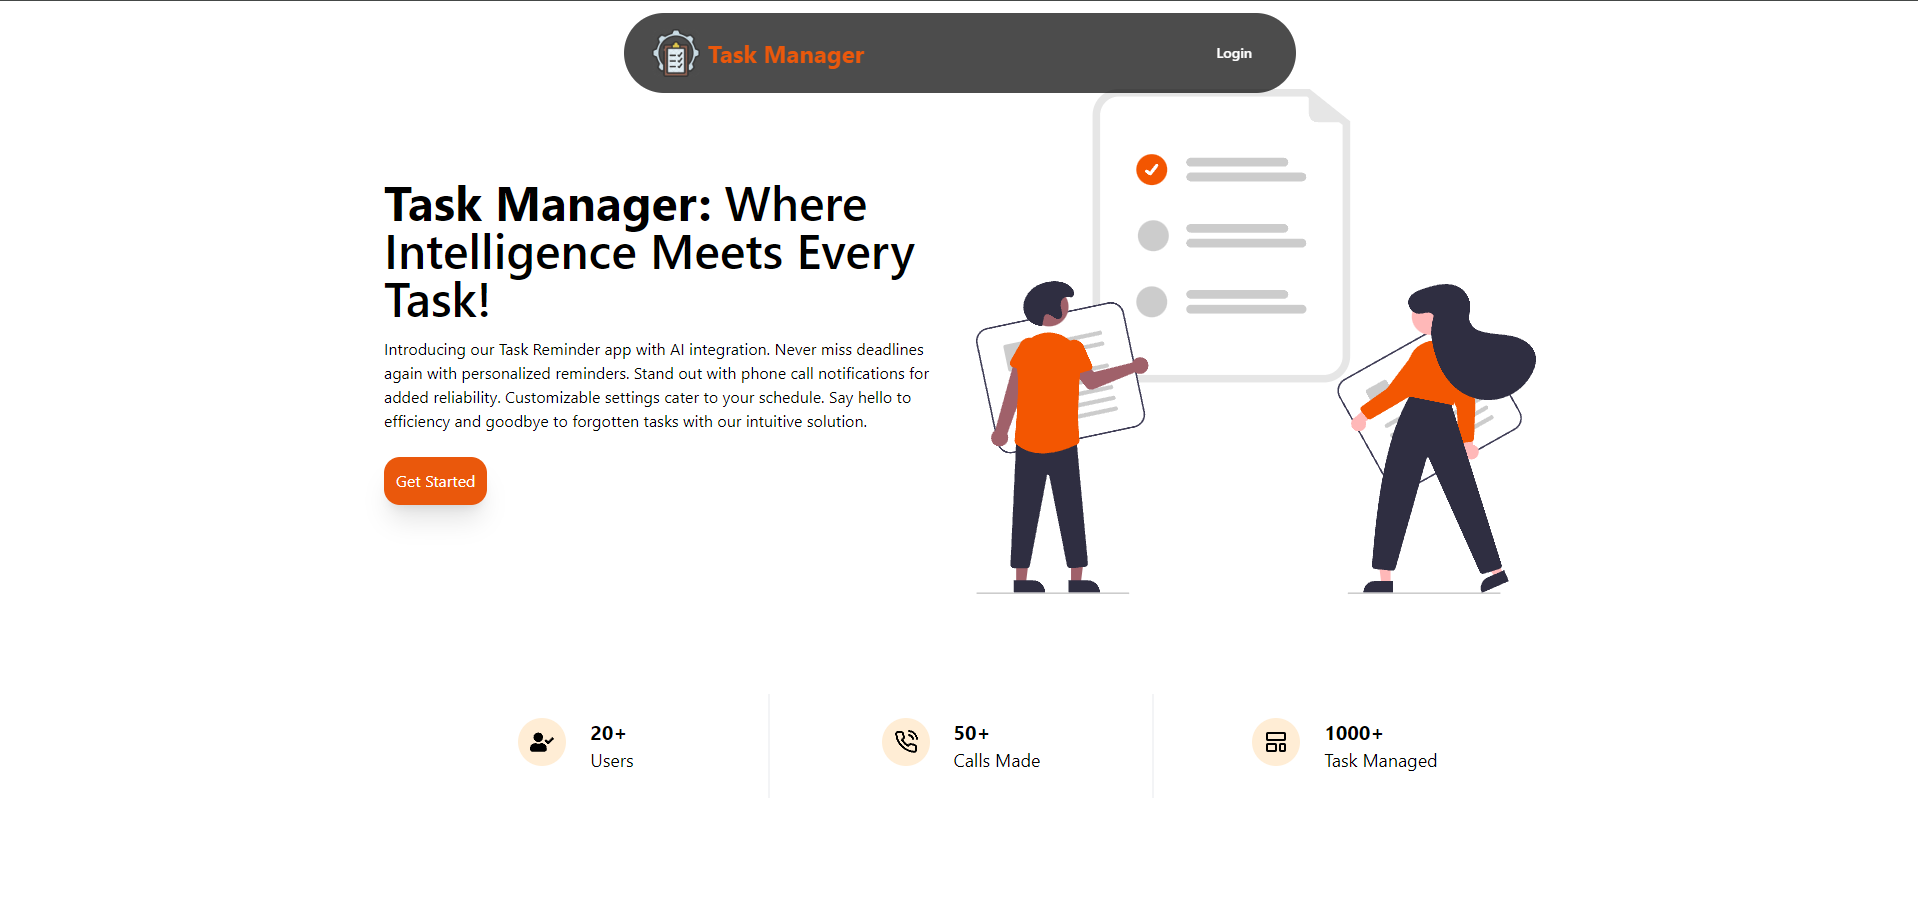 Task Manager
Login
Task Manager: Where
Intelligence Meets Every
Task!
Introducing our Task Reminder app with AI integration. Never miss deadlines
again with personalized reminders. Stand out with phone call notifications for
added reliability. Customizable settings cater to your schedule. Say hello to
efficiency and goodbye to forgotten tasks with our intuitive solution.
Get Started
20+
Users
50+
Calls Made
1000+
Task Managed